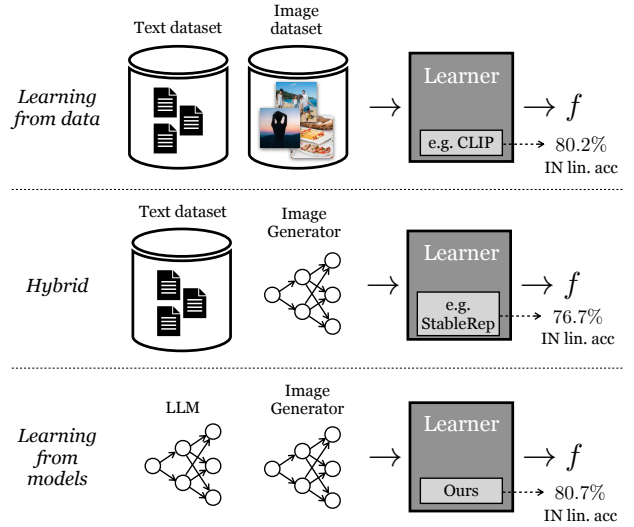 Text dataset
Image
dataset
Learning
from data
Learner
e.g. CLIP
f
80.2%
IN lin. acc
Text dataset
Image
Generator
Hybrid
Learner
e.g.
StableRep
f
76.7%
IN lin. acc
LLM
Image
Generator
Learning
from
models
Learner
Ours
f
80.7%
IN lin. acc